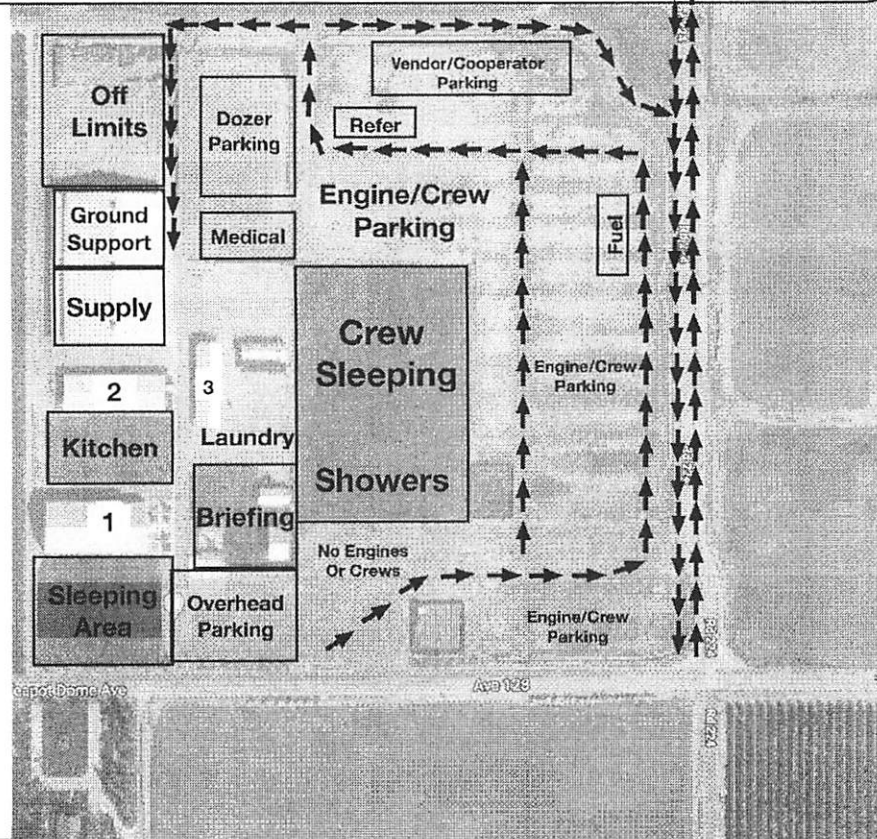 Off
Limits
Vendor/Cooperator
Parking
Dozer
Parking
Refer
Ground
Support
Medical
Engine/Crew
Parking
Fuel
Supply
Crew
Sleeping
2
3
Engine/Crew
Parking
Kitchen
Laundry
Showers
1
Briefing
No Engines
Or Crews
Sleeping
Area
Overhead
Parking
Engine/Crew
Parking
Ave 128
Rd 224